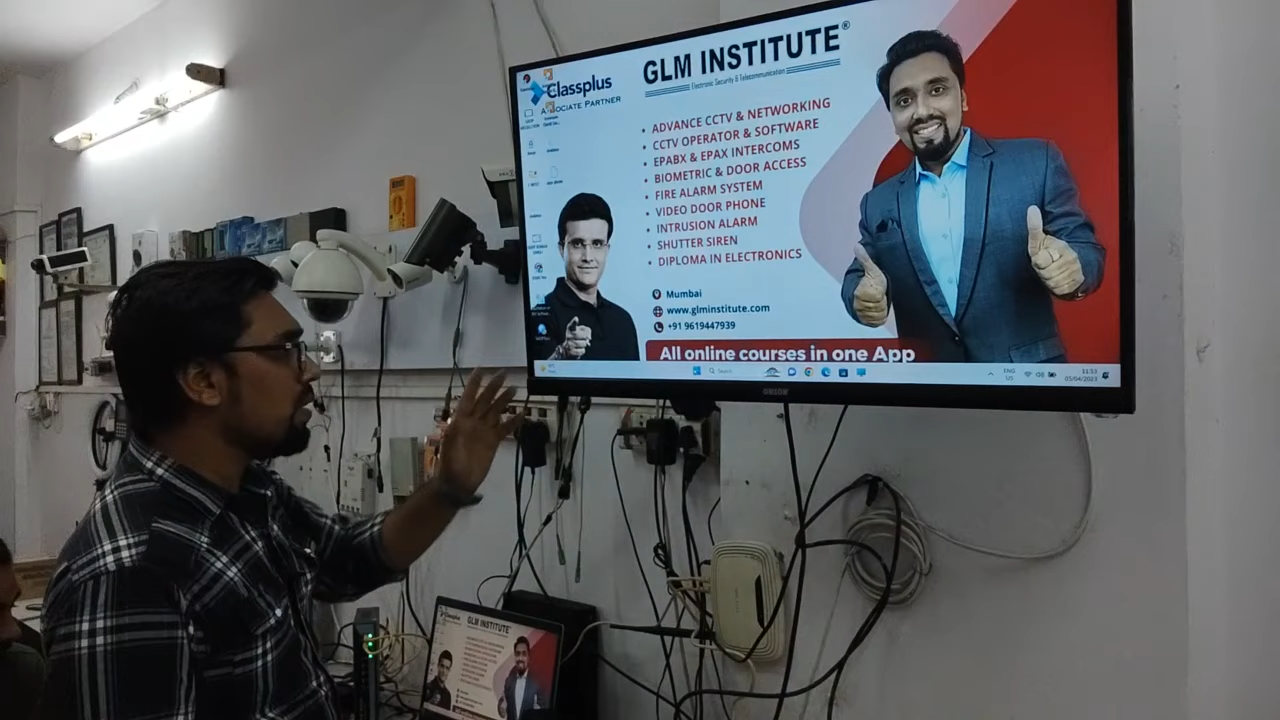 Classplus
ASSOCIATE PARTNER
GLM INSTITUTE®
Electronic Security & Telecommunication
• ADVANCE CCTV & NETWORKING
• CCTV OPERATOR & SOFTWARE
• EPABX & EPAX INTERCOMS
• BIOMETRIC & DOOR ACCESS
• FIRE ALARM SYSTEM
• VIDEO DOOR PHONE
• INTRUSION ALARM
• SHUTTER SIREN
• DIPLOMA IN ELECTRONICS
Mumbai
www.glminstitute.com
+91 9619447939
All online courses in one App
Search
ENG
11:53
05/04/2023
Classplus
GLM INSTITUTE